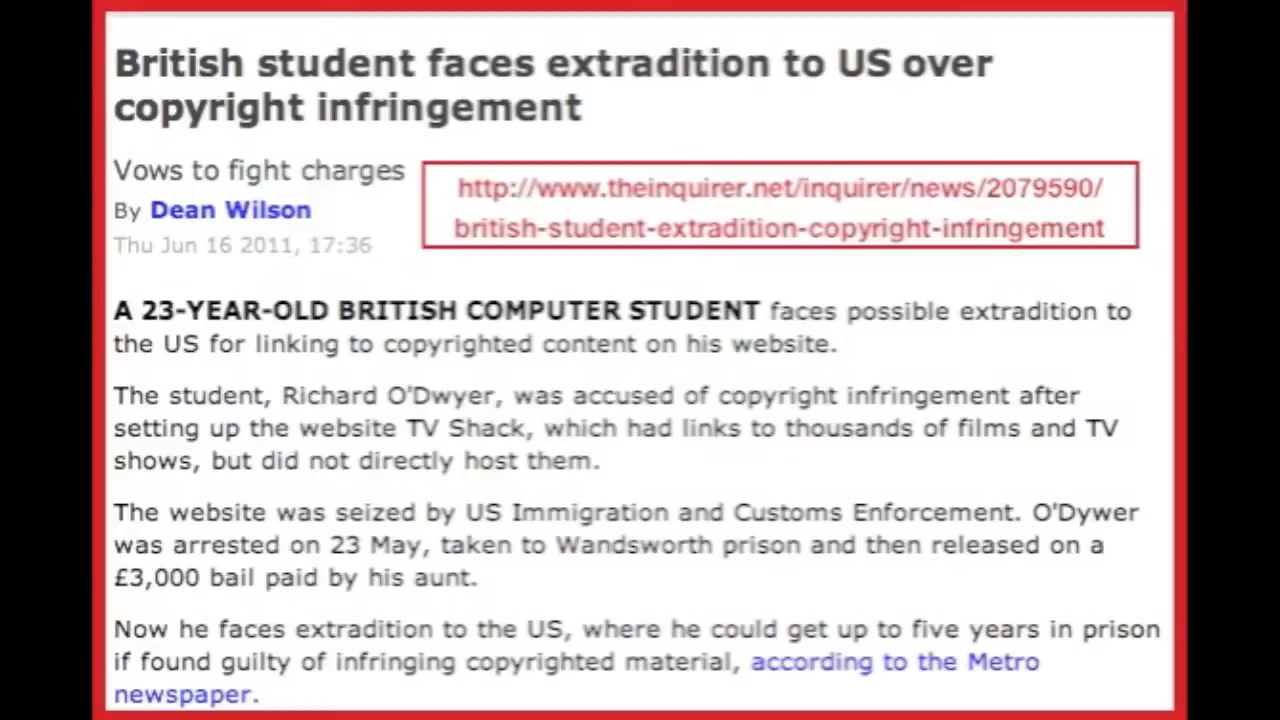 British student faces extradition to US over
copyright infringement
Vows to fight charges
By Dean Wilson
Thu Jun 16 2011, 17:36
http://www.theinquirer.net/inquirer/news/2079590/
british-student-extradition-copyright-infringement
A 23-YEAR-OLD BRITISH COMPUTER STUDENT faces possible extradition to
the US for linking to copyrighted content on his website.
The student, Richard O'Dwyer, was accused of copyright infringement after
setting up the website TV Shack, which had links to thousands of films and TV
shows, but did not directly host them.
The website was seized by US Immigration and Customs Enforcement. O'Dywer
was arrested on 23 May, taken to Wandsworth prison and then released on a
£3,000 bail paid by his aunt.
Now he faces extradition to the US, where he could get up to five years in prison
if found guilty of infringing copyrighted material, according to the Metro
newspaper.